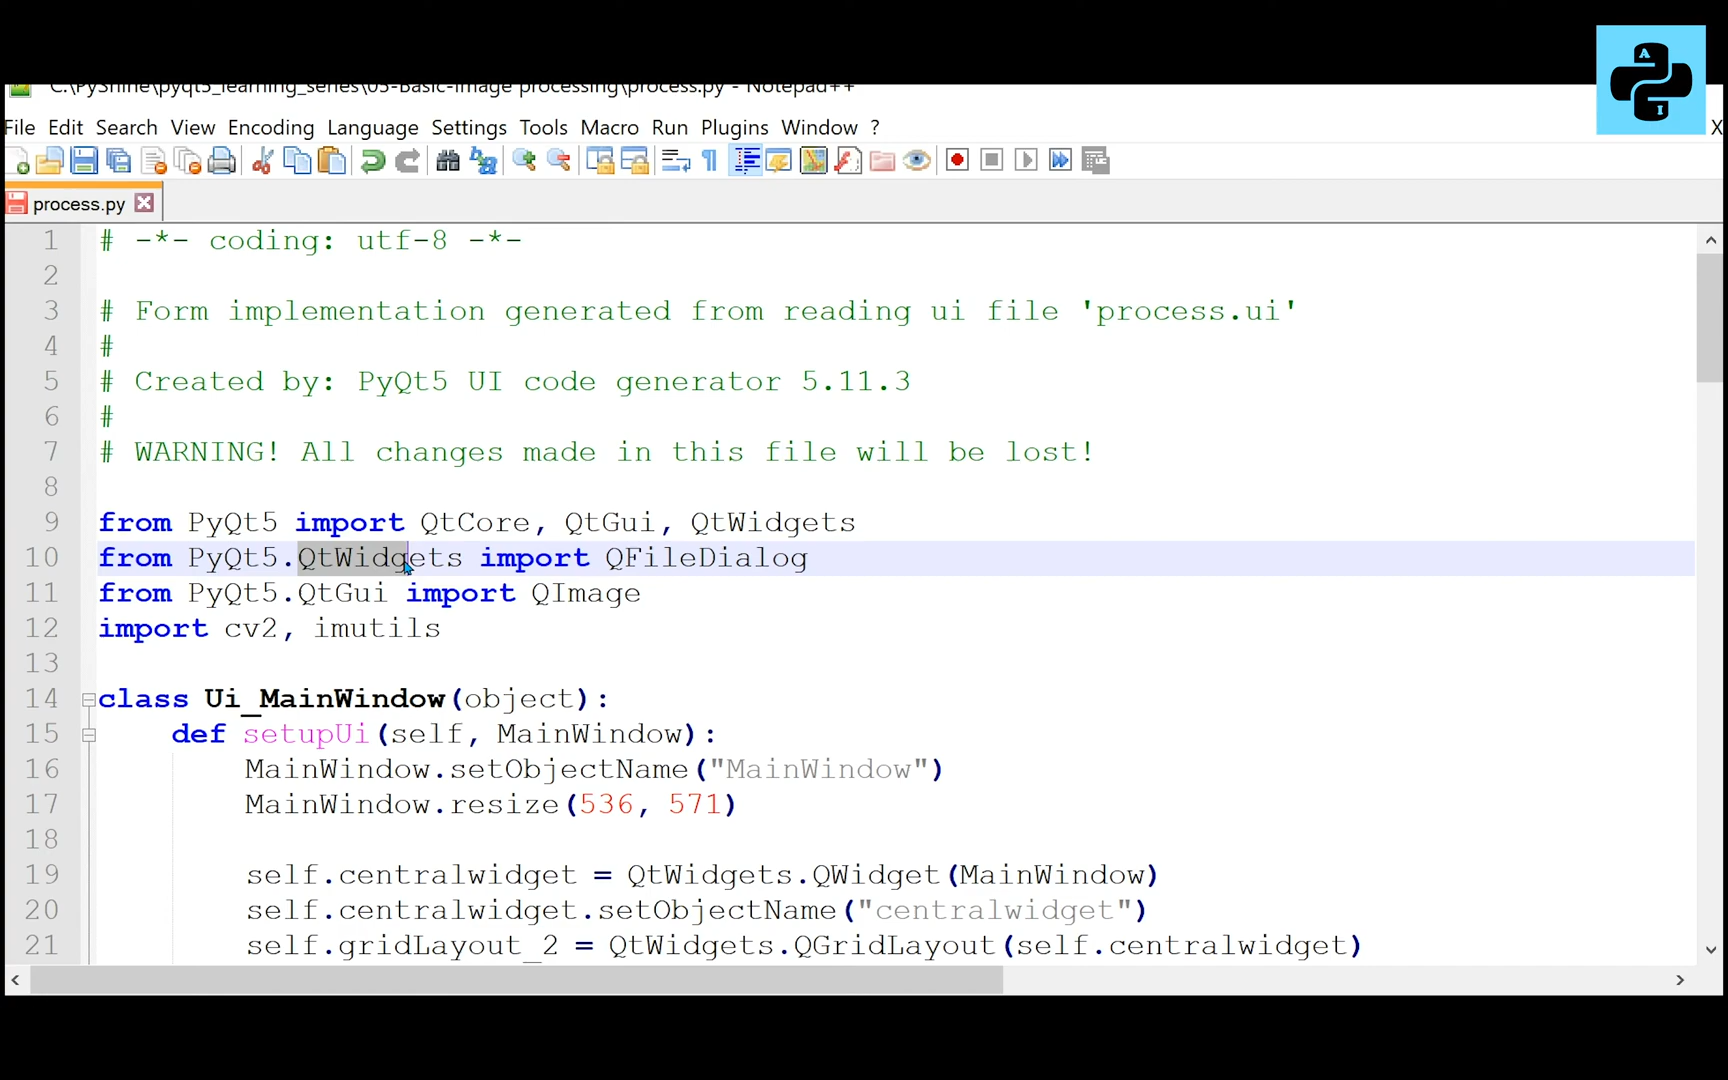 C:\PyShine\pyqt5_learning_series\05-Basic-Image processing\process.py - Notepad++
A
I
File Edit Search View Encoding Language Settings Tools Macro Run Plugins Window ?
X
process.py
1 # -*- coding: utf-8 -*-
2
3 # Form implementation generated from reading ui file 'process.ui'
4 #
5 # Created by: PyQt5 UI code generator 5.11.3
6 #
7 # WARNING! All changes made in this file will be lost!
8
9 from PyQt5 import QtCore, QtGui, QtWidgets
10 from PyQt5.QtWidgets import QFileDialog
11 from PyQt5.QtGui import QImage
12 import cv2, imutils
13
14 class Ui_MainWindow(object):
15 def setupUi(self, MainWindow):
16 MainWindow.setObjectName("MainWindow")
17 MainWindow.resize(536, 571)
18
19 self.centralwidget = QtWidgets.QWidget(MainWindow)
20 self.centralwidget.setObjectName("centralwidget")
21 self.gridLayout_2 = QtWidgets.QGridLayout(self.centralwidget)